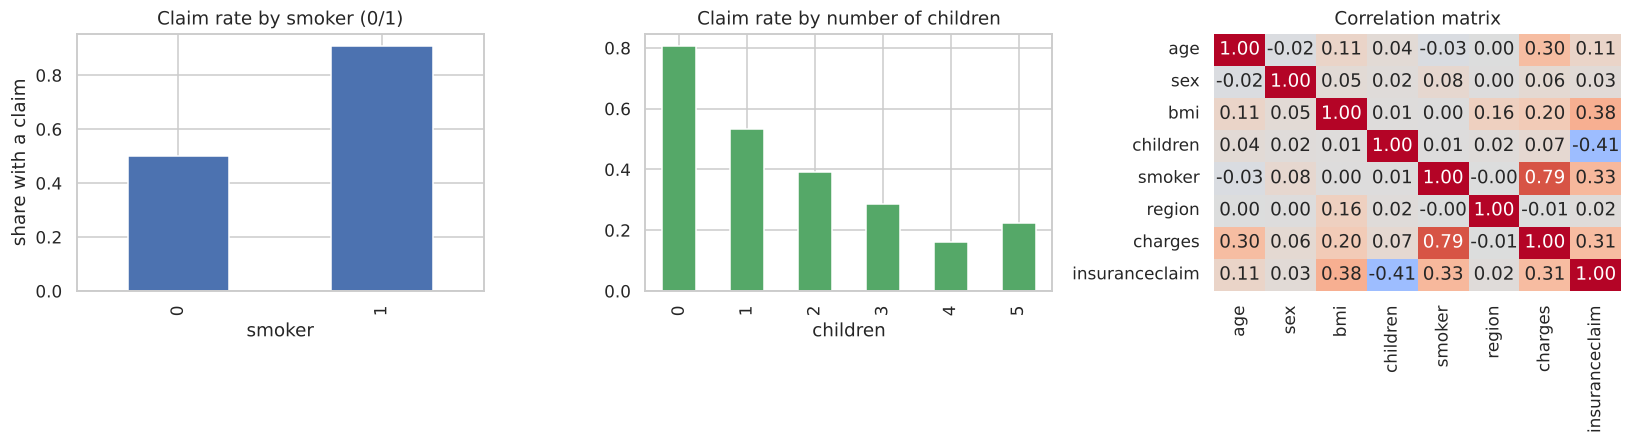 Claim rate by smoker (0/1)
share with a claim
0.8
0.6
0.4
0.2
0.0
0 1
smoker
Claim rate by number of children
0.8
0.6
0.4
0.2
0.0
0 1 2 3 4 5
children
Correlation matrix
age 1.00 -0.02 0.11 0.04 -0.03 0.00 0.30 0.11
sex -0.02 1.00 0.05 0.02 0.08 0.00 0.06 0.03
bmi 0.11 0.05 1.00 0.01 0.00 0.16 0.20 0.38
children 0.04 0.02 0.01 1.00 0.01 0.02 0.07 -0.41
smoker -0.03 0.08 0.00 0.01 1.00 -0.00 0.79 0.33
region 0.00 0.00 0.16 0.02 -0.00 1.00 -0.01 0.02
charges 0.30 0.06 0.20 0.07 0.79 -0.01 1.00 0.31
insuranceclaim 0.11 0.03 0.38 -0.41 0.33 0.02 0.31 1.00
age sex bmi children smoker region charges insuranceclaim